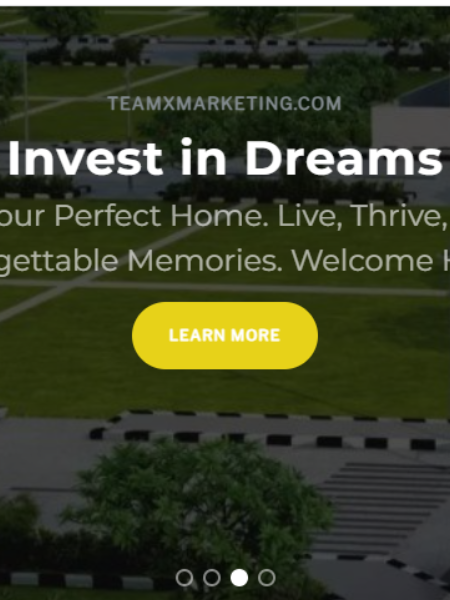 TEAMXMARKETING.COM
Invest in Dreams
our Perfect Home. Live, Thrive,
gettable Memories. Welcome H
LEARN MORE